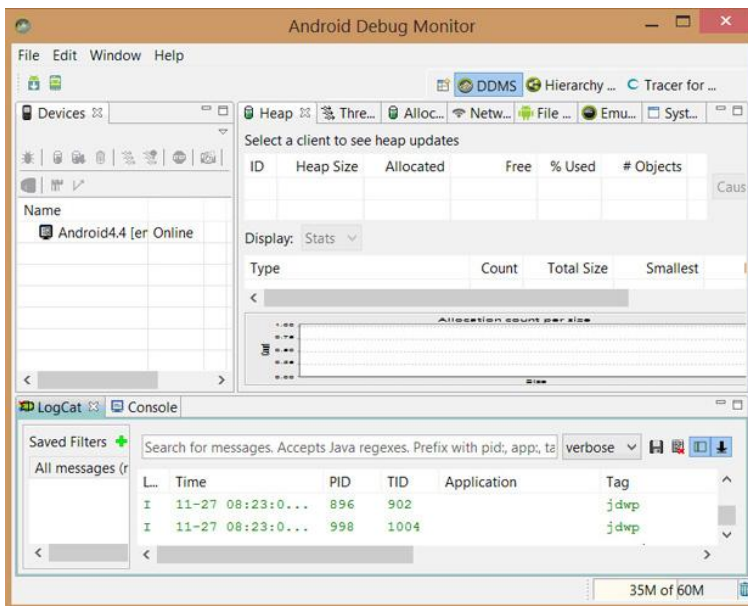 Android Debug Monitor
File Edit Window Help
DDMS Hierarchy ... Tracer for ...
Devices
Heap Thre... Alloc... Netw... File ... Emu... Syst...
Select a client to see heap updates
ID Heap Size Allocated Free % Used # Objects
Caus
Name
Android4.4 [er Online
Display: Stats
Type Count Total Size Smallest
Allocation count per size
Count
Size
LogCat Console
Saved Filters
Search for messages. Accepts Java regexes. Prefix with pid:, app:, ta verbose
All messages (r
L... Time PID TID Application Tag
I 11-27 08:23:0... 896 902 jdwp
I 11-27 08:23:0... 998 1004 jdwp
35M of 60M